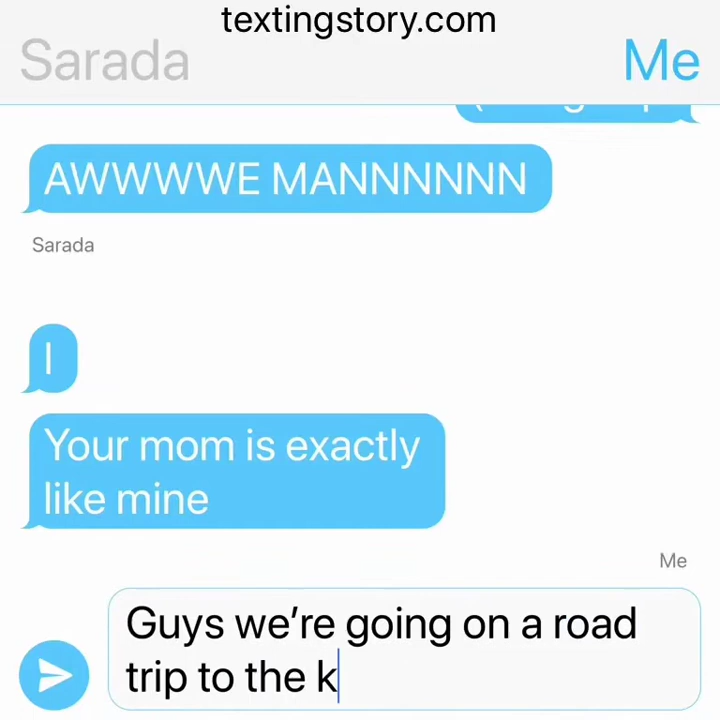 textingstory.com
Sarada
Me
AWWWWE MANNNNNN
Sarada
I
Your mom is exactly
like mine
Me
Guys we’re going on a road
trip to the k